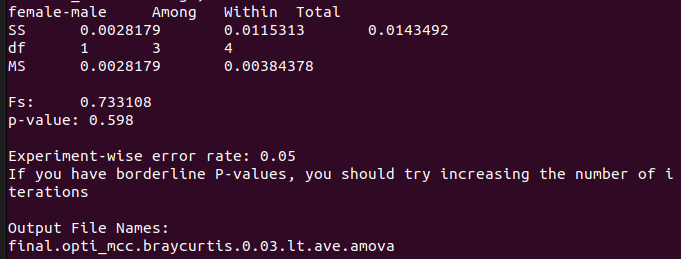 female-male Among Within Total
SS 0.0028179 0.0115313 0.0143492
df 1 3 4
MS 0.0028179 0.00384378
Fs: 0.733108
p-value: 0.598
Experiment-wise error rate: 0.05
If you have borderline P-values, you should try increasing the number of i
terations
Output File Names:
final.opti_mcc.braycurtis.0.03.lt.ave.amova